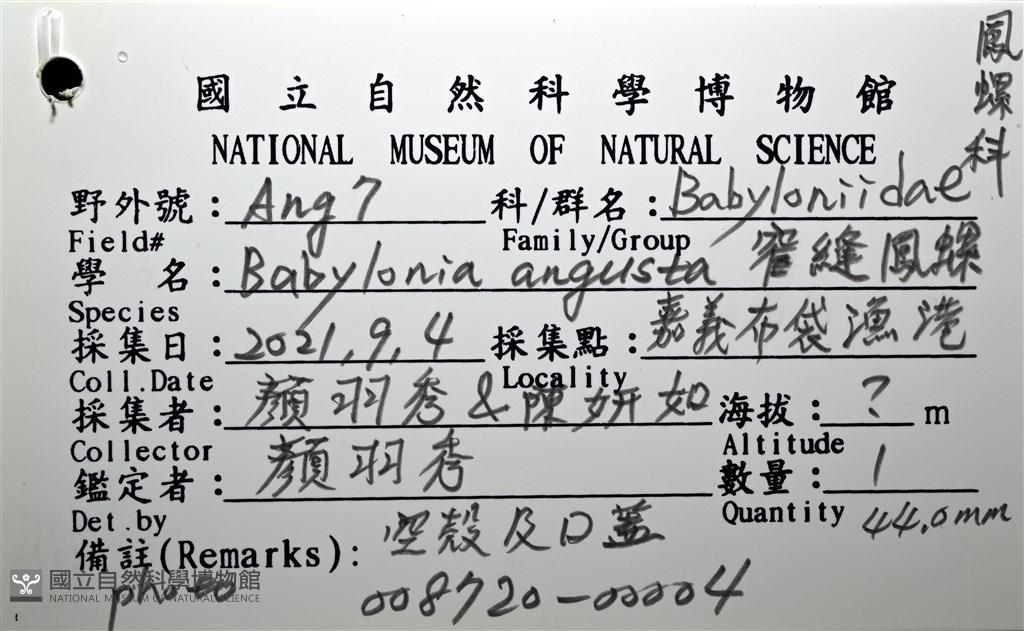 鳳螺科
國立自然科學博物館
NATIONAL MUSEUM OF NATURAL SCIENCE
野外號：Ang7 科/群名：Babyloniidae
Field# Family/Group
學 名：Babylonia angusta 窄縫鳳螺
Species
採集日：2021,9,4 採集點：嘉義布袋漁港
Coll.Date Locality
採集者：顏羽秀&陳妍如 海拔：? m
Collector Altitude
鑑定者：顏羽秀 數量：1
Det.by Quantity 44.0mm
備註(Remarks)：空殼及口蓋
photo 008720-00004
國立自然科學博物館
NATIONAL MUSEUM OF NATURAL SCIENCE